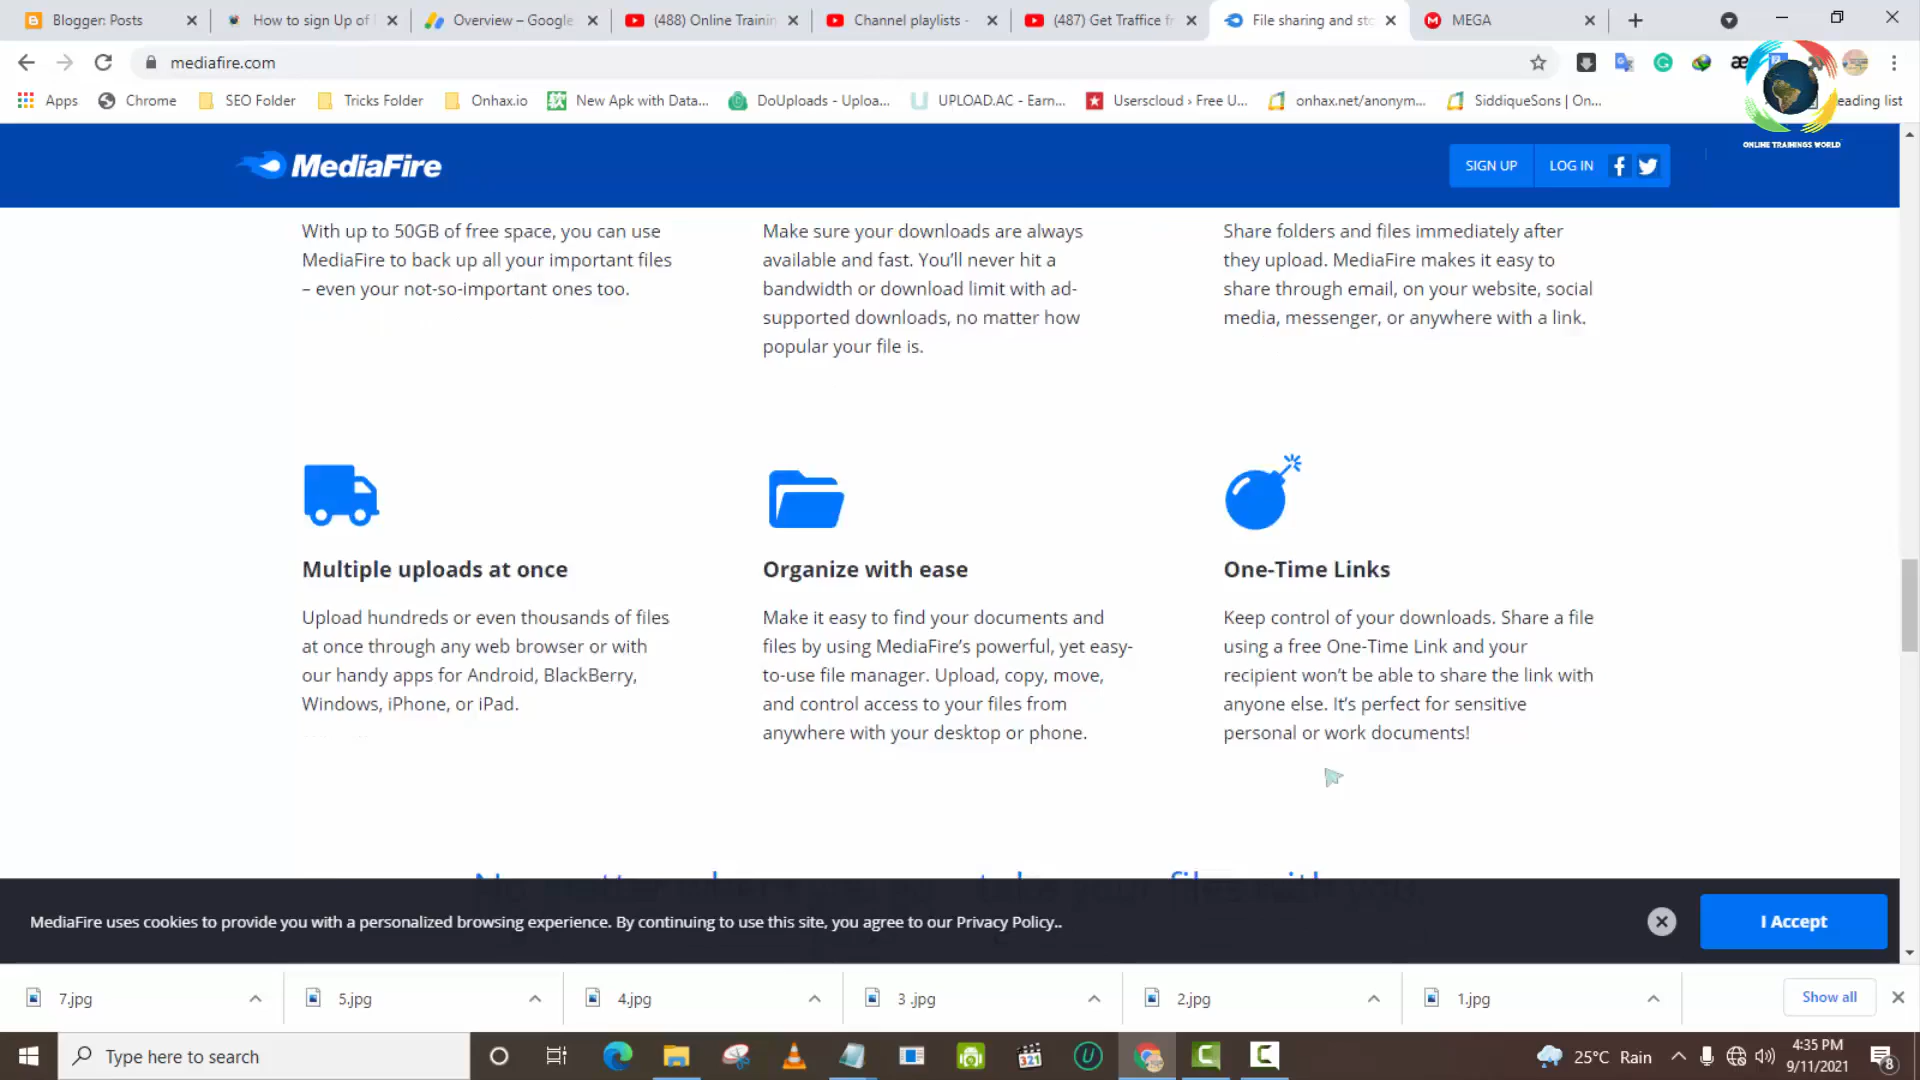 Blogger: Posts
How to sign Up of
Overview – Google
(488) Online Trainin
Channel playlists -
(487) Get Traffice fr
File sharing and sto
MEGA
mediafire.com
Apps
Chrome
SEO Folder
Tricks Folder
Onhax.io
New Apk with Data...
DoUploads - Uploa...
UPLOAD.AC - Earn...
Userscloud › Free U...
onhax.net/anonym...
SiddiqueSons | On...
eading list
ONLINE TRAININGS WORLD
MediaFire
SIGN UP
LOG IN
With up to 50GB of free space, you can use
MediaFire to back up all your important files
– even your not-so-important ones too.
Make sure your downloads are always
available and fast. You’ll never hit a
bandwidth or download limit with ad-
supported downloads, no matter how
popular your file is.
Share folders and files immediately after
they upload. MediaFire makes it easy to
share through email, on your website, social
media, messenger, or anywhere with a link.
Multiple uploads at once
Upload hundreds or even thousands of files
at once through any web browser or with
our handy apps for Android, BlackBerry,
Windows, iPhone, or iPad.
Organize with ease
Make it easy to find your documents and
files by using MediaFire’s powerful, yet easy-
to-use file manager. Upload, copy, move,
and control access to your files from
anywhere with your desktop or phone.
One-Time Links
Keep control of your downloads. Share a file
using a free One-Time Link and your
recipient won’t be able to share the link with
anyone else. It’s perfect for sensitive
personal or work documents!
MediaFire uses cookies to provide you with a personalized browsing experience. By continuing to use this site, you agree to our Privacy Policy..
I Accept
7.jpg
5.jpg
4.jpg
3 .jpg
2.jpg
1.jpg
Show all
Type here to search
321
25°C Rain
4:35 PM
9/11/2021
8